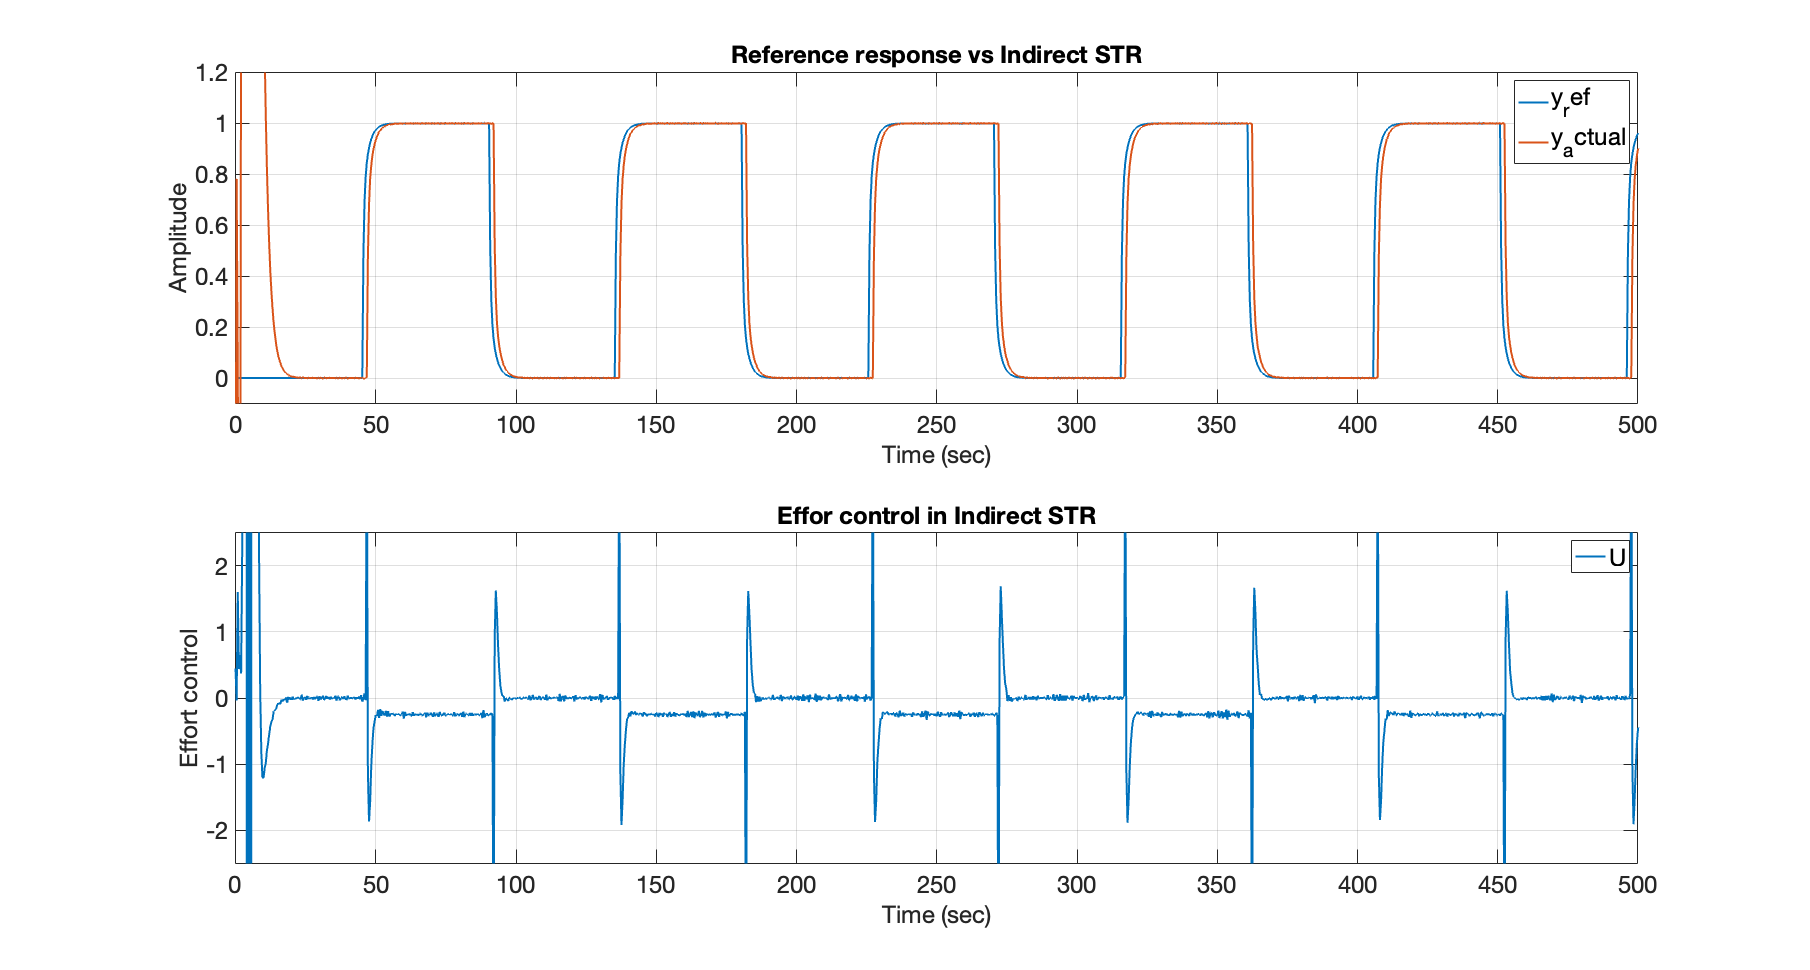 Reference response vs Indirect STR
1.2
1
0.8
0.6
0.4
0.2
0
Amplitude
y_ref
y_actual
0 50 100 150 200 250 300 350 400 450 500
Time (sec)
Effor control in Indirect STR
2
1
0
-1
-2
Effort control
U
0 50 100 150 200 250 300 350 400 450 500
Time (sec)